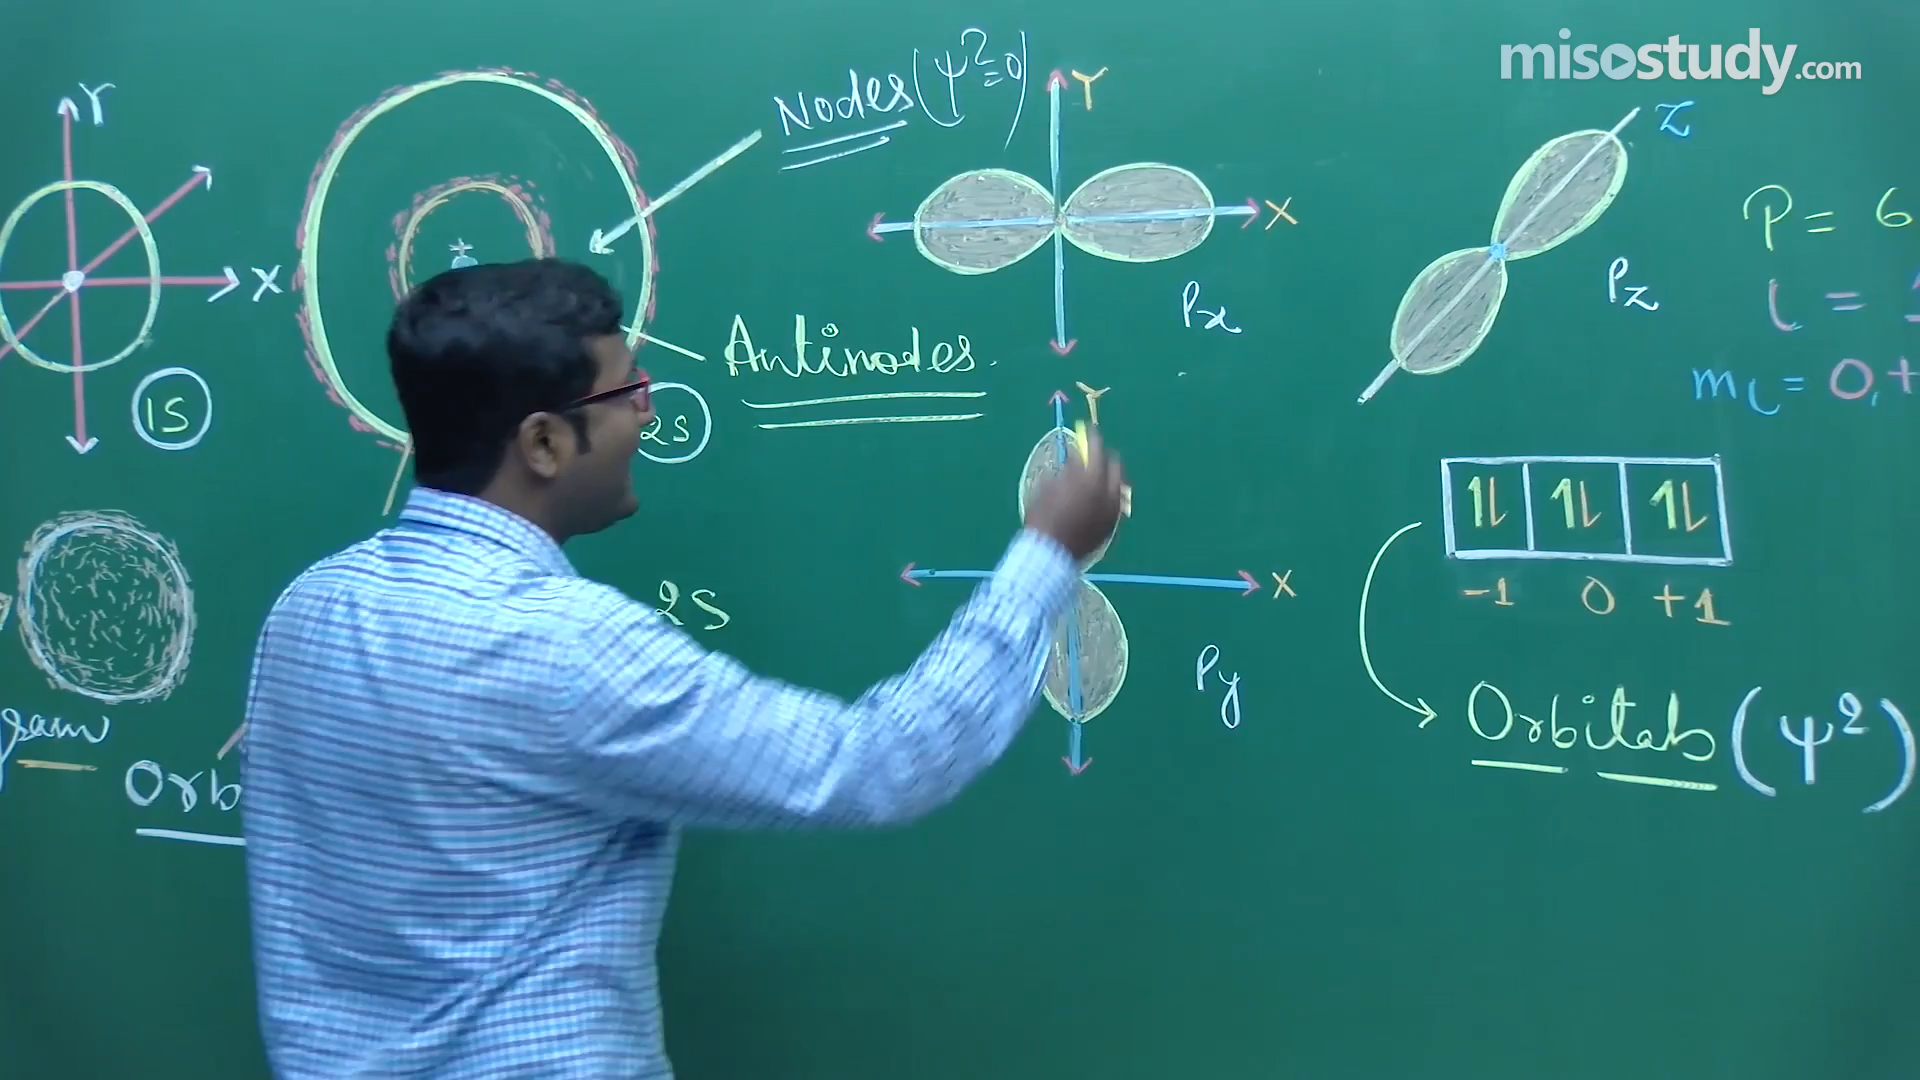 misostudy.com
Y
X
1S
Nodes (ψ²=0)
Antinodes.
2S
2S
Y
X
Px
Y
X
Py
Z
Pz
P = 6
l =
ml = 0, +
1L 1L 1L
-1 0 +1
Orbitals (ψ²)
Orb